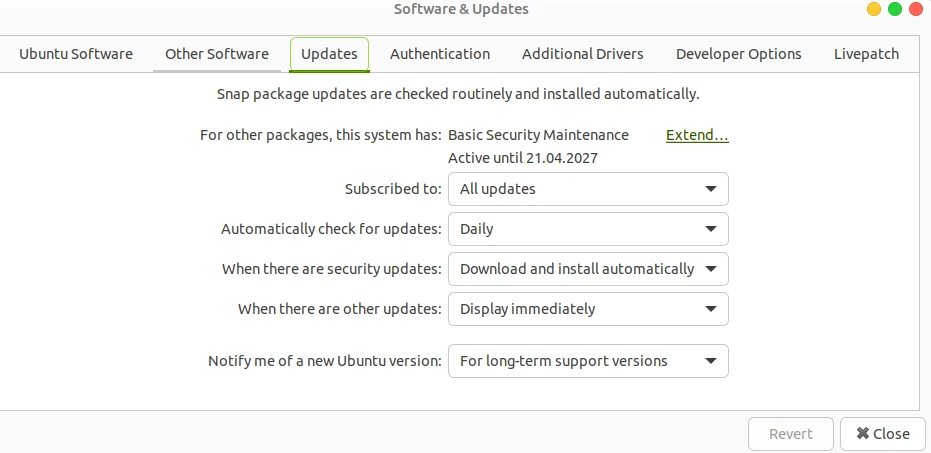 Software & Updates
Ubuntu Software Other Software Updates Authentication Additional Drivers Developer Options Livepatch
Snap package updates are checked routinely and installed automatically.
For other packages, this system has: Basic Security Maintenance Extend...
Active until 21.04.2027
Subscribed to: All updates
Automatically check for updates: Daily
When there are security updates: Download and install automatically
When there are other updates: Display immediately
Notify me of a new Ubuntu version: For long-term support versions
Revert Close